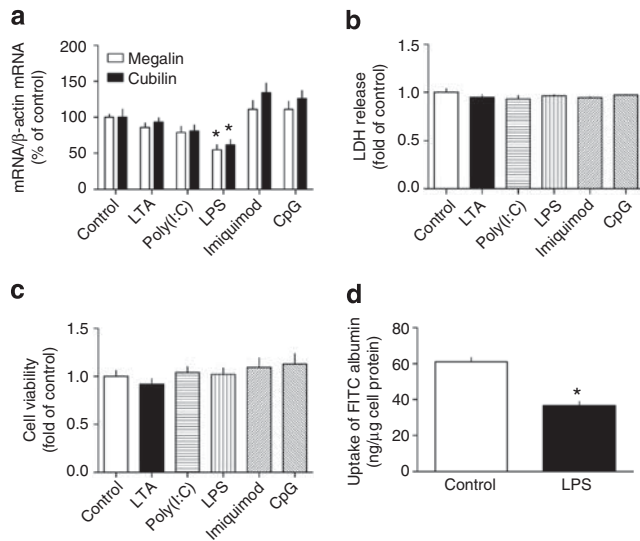 a
mRNA/β-actin mRNA
(% of control)
200
150
100
50
0
Megalin
Cubilin
* *
Control
LTA
Poly(I:C)
LPS
Imiquimod
CpG
b
LDH release
(fold of control)
1.5
1.0
0.5
0.0
Control
LTA
Poly(I:C)
LPS
Imiquimod
CpG
c
Cell viability
(fold of control)
1.5
1.0
0.5
0.0
Control
LTA
Poly(I:C)
LPS
Imiquimod
CpG
d
Uptake of FITC albumin
(ng/μg cell protein)
80
60
40
20
0
*
Control
LPS